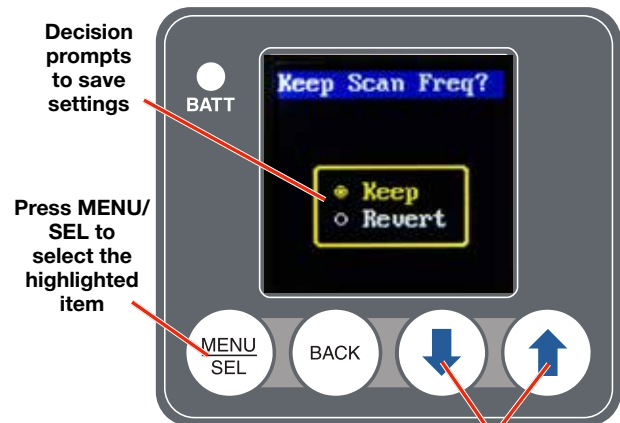 Decision
prompts
to save
settings
BATT
Keep Scan Freq?
Keep
Revert
Press MENU/
SEL to
select the
highlighted
item
MENU
SEL
BACK